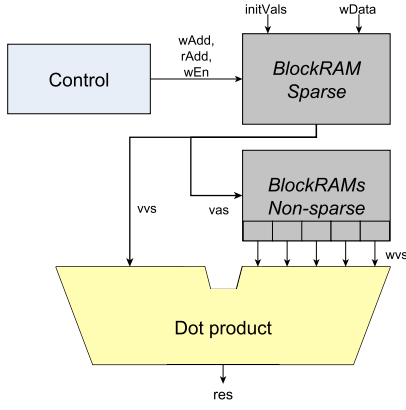 initVals
wData
wAdd,
rAdd,
wEn
Control
BlockRAM
Sparse
BlockRAMs
Non-sparse
vvs
vas
wvs
Dot product
res